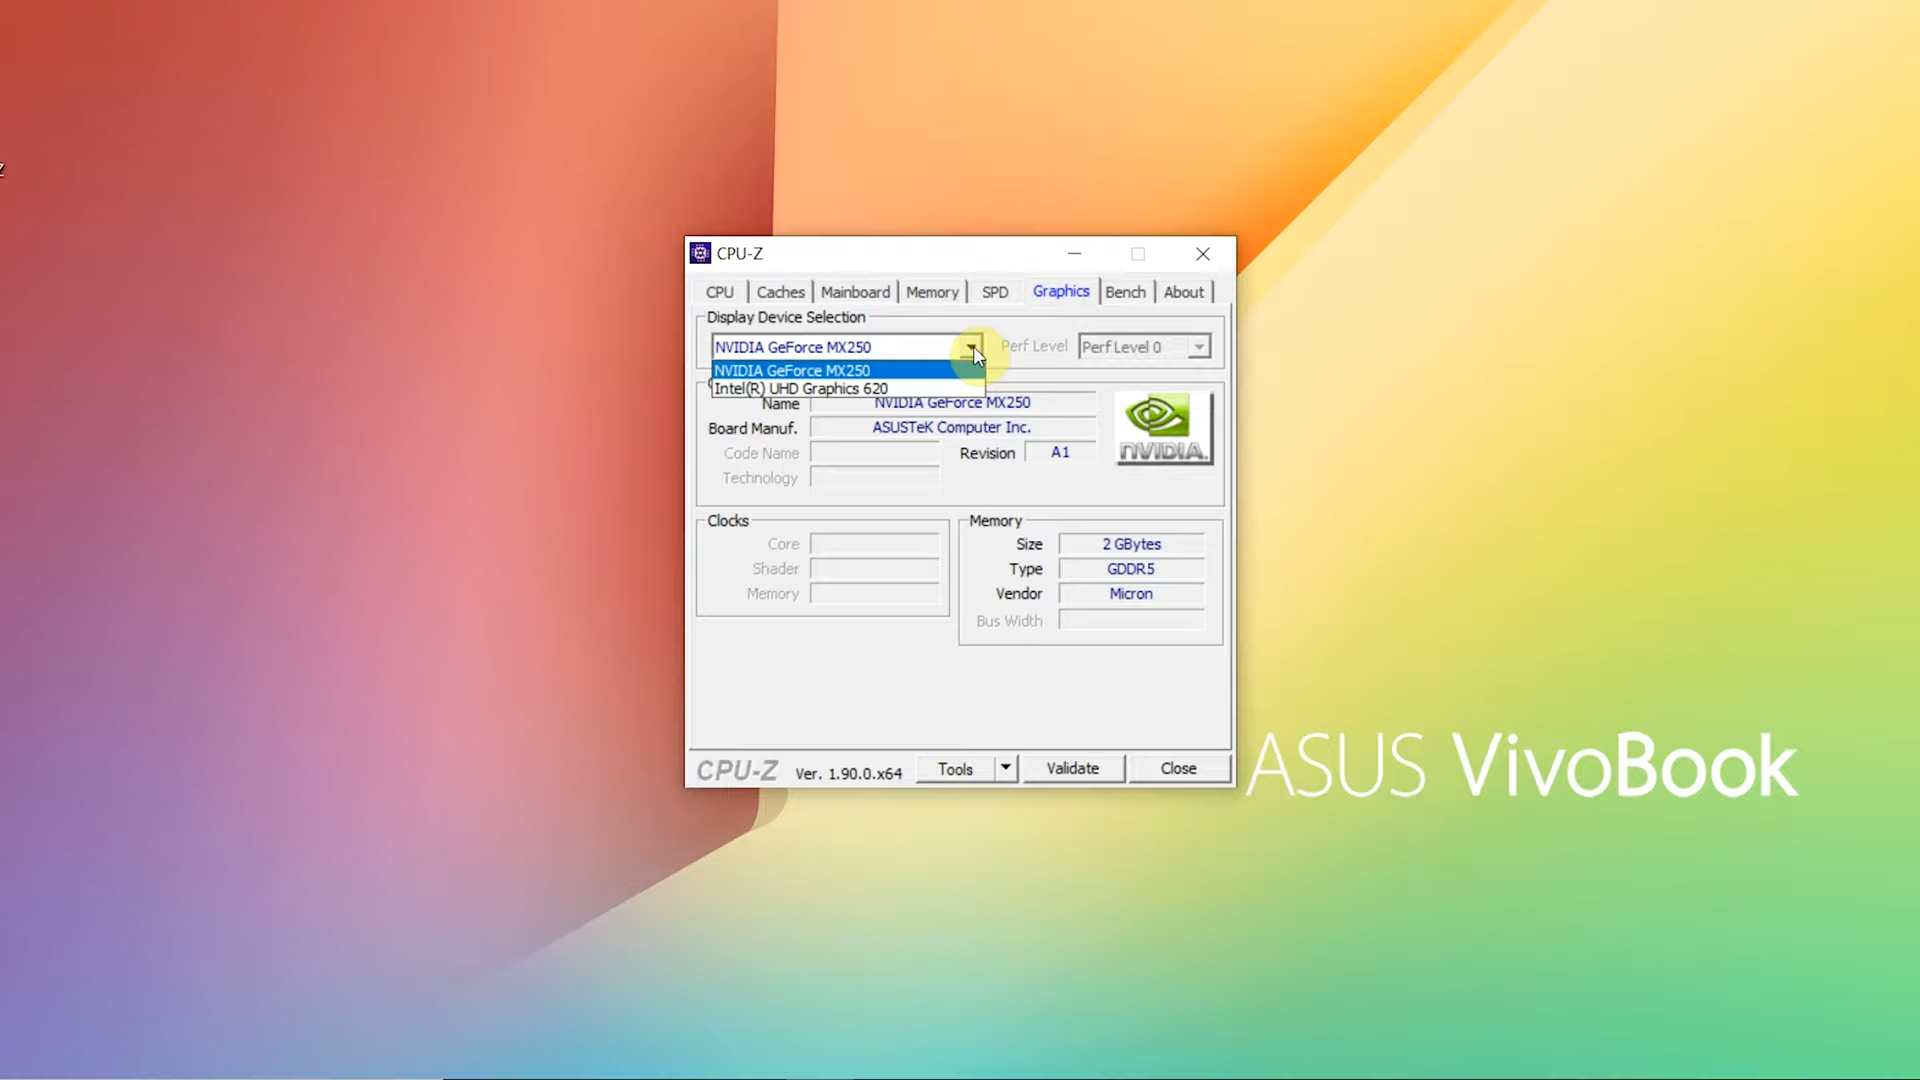 Z
CPU-Z
CPU Caches Mainboard Memory SPD Graphics Bench About
Display Device Selection
NVIDIA GeForce MX250 Perf Level Perf Level 0
NVIDIA GeForce MX250
Intel(R) UHD Graphics 620
Name NVIDIA GeForce MX250
Board Manuf. ASUSTeK Computer Inc.
Code Name Revision A1
Technology
NVIDIA.
Clocks
Core
Shader
Memory
Memory
Size 2 GBytes
Type GDDR5
Vendor Micron
Bus Width
CPU-Z Ver. 1.90.0.x64 Tools Validate Close
ASUS VivoBook